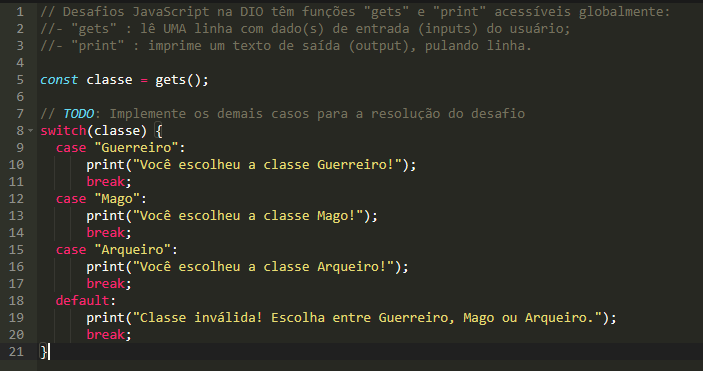 1 // Desafios JavaScript na DIO têm funções "gets" e "print" acessíveis globalmente:
2 //- "gets" : lê UMA linha com dado(s) de entrada (inputs) do usuário;
3 //- "print" : imprime um texto de saída (output), pulando linha.
4
5 const classe = gets();
6
7 // TODO: Implemente os demais casos para a resolução do desafio
8 switch(classe) {
9   case "Guerreiro":
10       print("Você escolheu a classe Guerreiro!");
11       break;
12   case "Mago":
13       print("Você escolheu a classe Mago!");
14       break;
15   case "Arqueiro":
16       print("Você escolheu a classe Arqueiro!");
17       break;
18   default:
19       print("Classe inválida! Escolha entre Guerreiro, Mago ou Arqueiro.");
20       break;
21 }